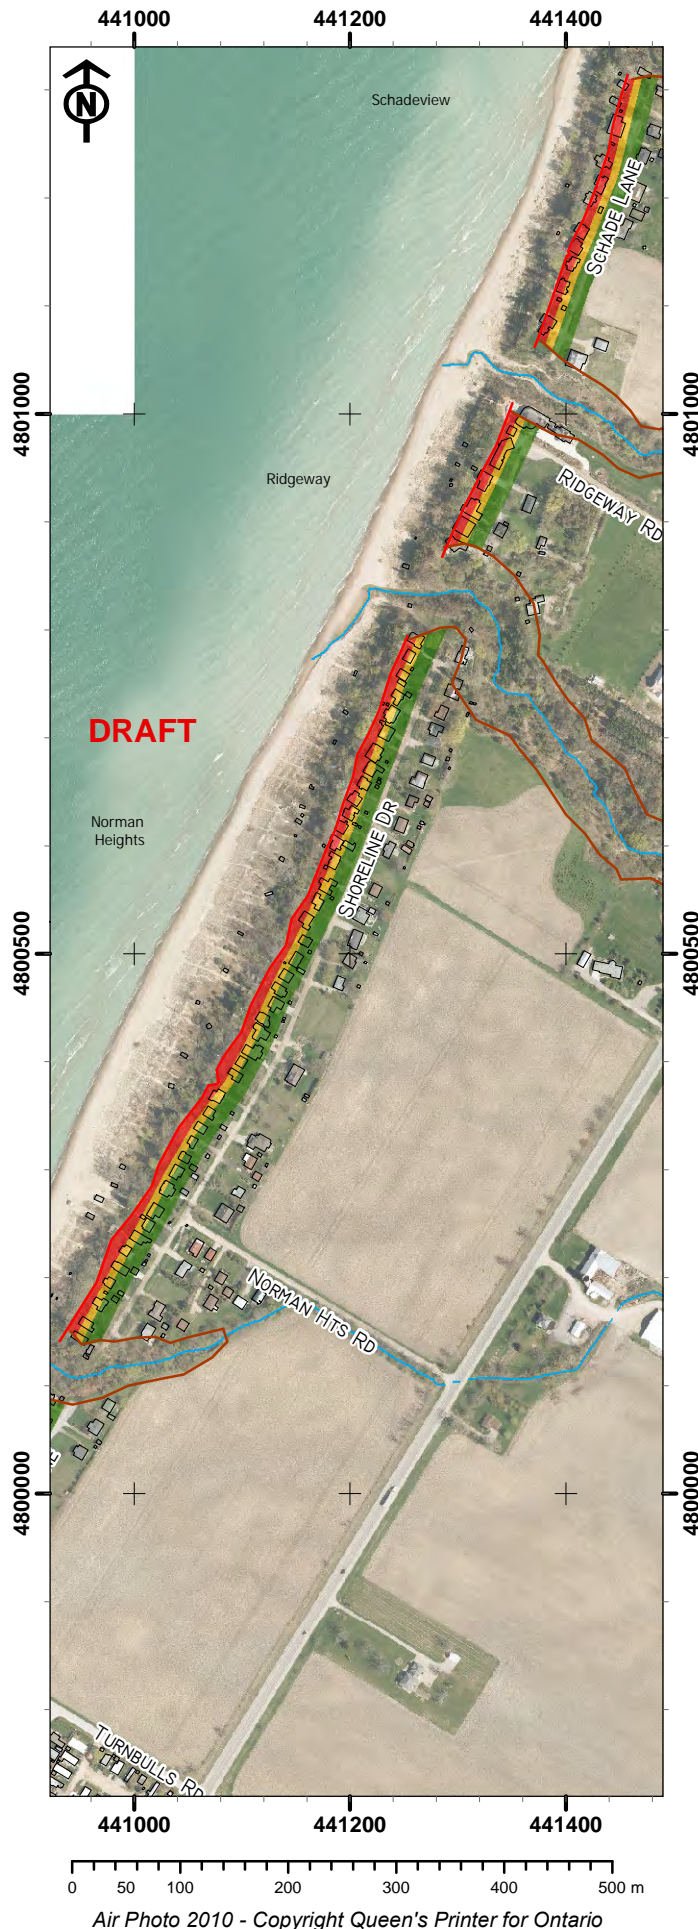 441000 441200 441400
N
Schadeview
SCHADE LANE
4801000 4801000
Ridgeway
RIDGEWAY RD
DRAFT
Norman
Heights
SHORELINE DR
4800500 4800500
NORMAN HTS RD
E
4800000 4800000
TURNBULLS RD
441000 441200 441400
0 50 100 200 300 400 500 m
Air Photo 2010 - Copyright Queen's Printer for Ontario